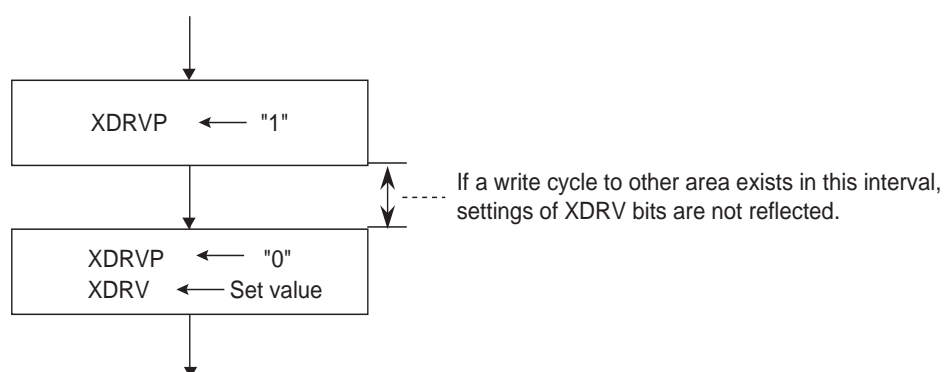 XDRVP ← "1"
If a write cycle to other area exists in this interval,
settings of XDRV bits are not reflected.
XDRVP ← "0"
XDRV ← Set value